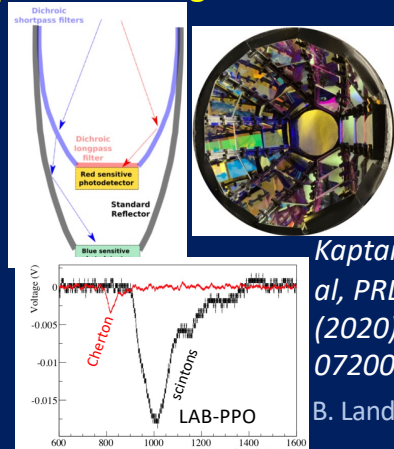 Dichroic
shortpass filters
Dichroic
longpass
filter
Red sensitive
photodetector
Standard
Reflector
Blue sensitive
Kaptan
al, PRD
(2020)
07200
B. Land
Voltage (V)
0
-0.005
-0.01
-0.015
Cherton
scintons
LAB-PPO
600
800
1000
1200
1400
1600